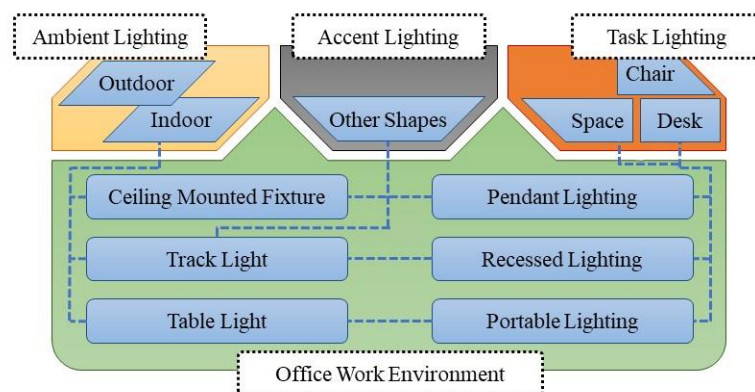 Ambient Lighting
Accent Lighting
Task Lighting
Outdoor
Indoor
Other Shapes
Chair
Space
Desk
Ceiling Mounted Fixture
Pendant Lighting
Track Light
Recessed Lighting
Table Light
Portable Lighting
Office Work Environment